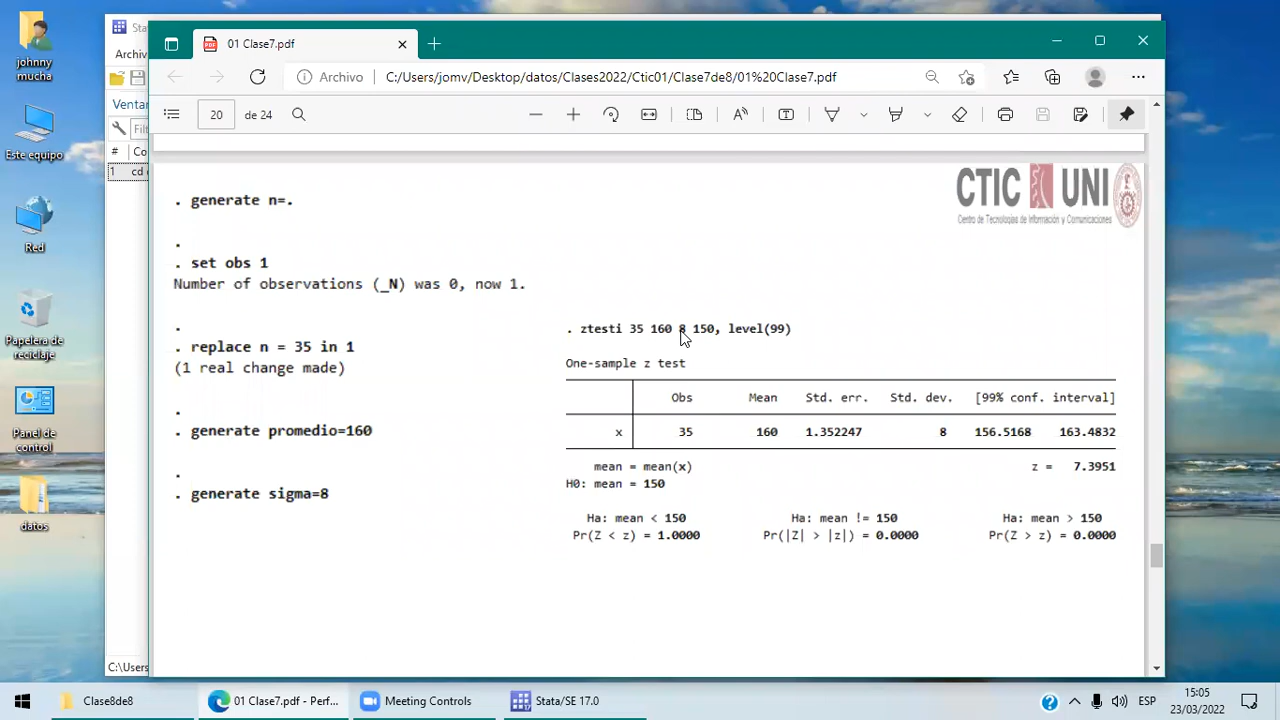 johnny
mucha
Este equipo
Red
Papelera de
reciclaje
Panel de
control
datos
Stat
Archiv
Ventar
Filt
# Co
1 cd
C:\Users
01 Clase7.pdf
Archivo C:/Users/jomv/Desktop/datos/Clases2022/Ctic01/Clase7de8/01%20Clase7.pdf
20 de 24
CTIC UNI
Centro de Tecnologías de Información y Comunicaciones
. generate n=.
.
. set obs 1
Number of observations (_N) was 0, now 1.
.
. replace n = 35 in 1
(1 real change made)
.
. generate promedio=160
.
. generate sigma=8
. ztesti 35 160 8 150, level(99)
One-sample z test
Obs Mean Std. err. Std. dev. [99% conf. interval]
x 35 160 1.352247 8 156.5168 163.4832
mean = mean(x) z = 7.3951
H0: mean = 150
Ha: mean < 150 Ha: mean != 150 Ha: mean > 150
Pr(Z < z) = 1.0000 Pr(|Z| > |z|) = 0.0000 Pr(Z > z) = 0.0000
Clase8de8
01 Clase7.pdf - Perf...
Meeting Controls
Stata/SE 17.0
ESP
15:05
23/03/2022